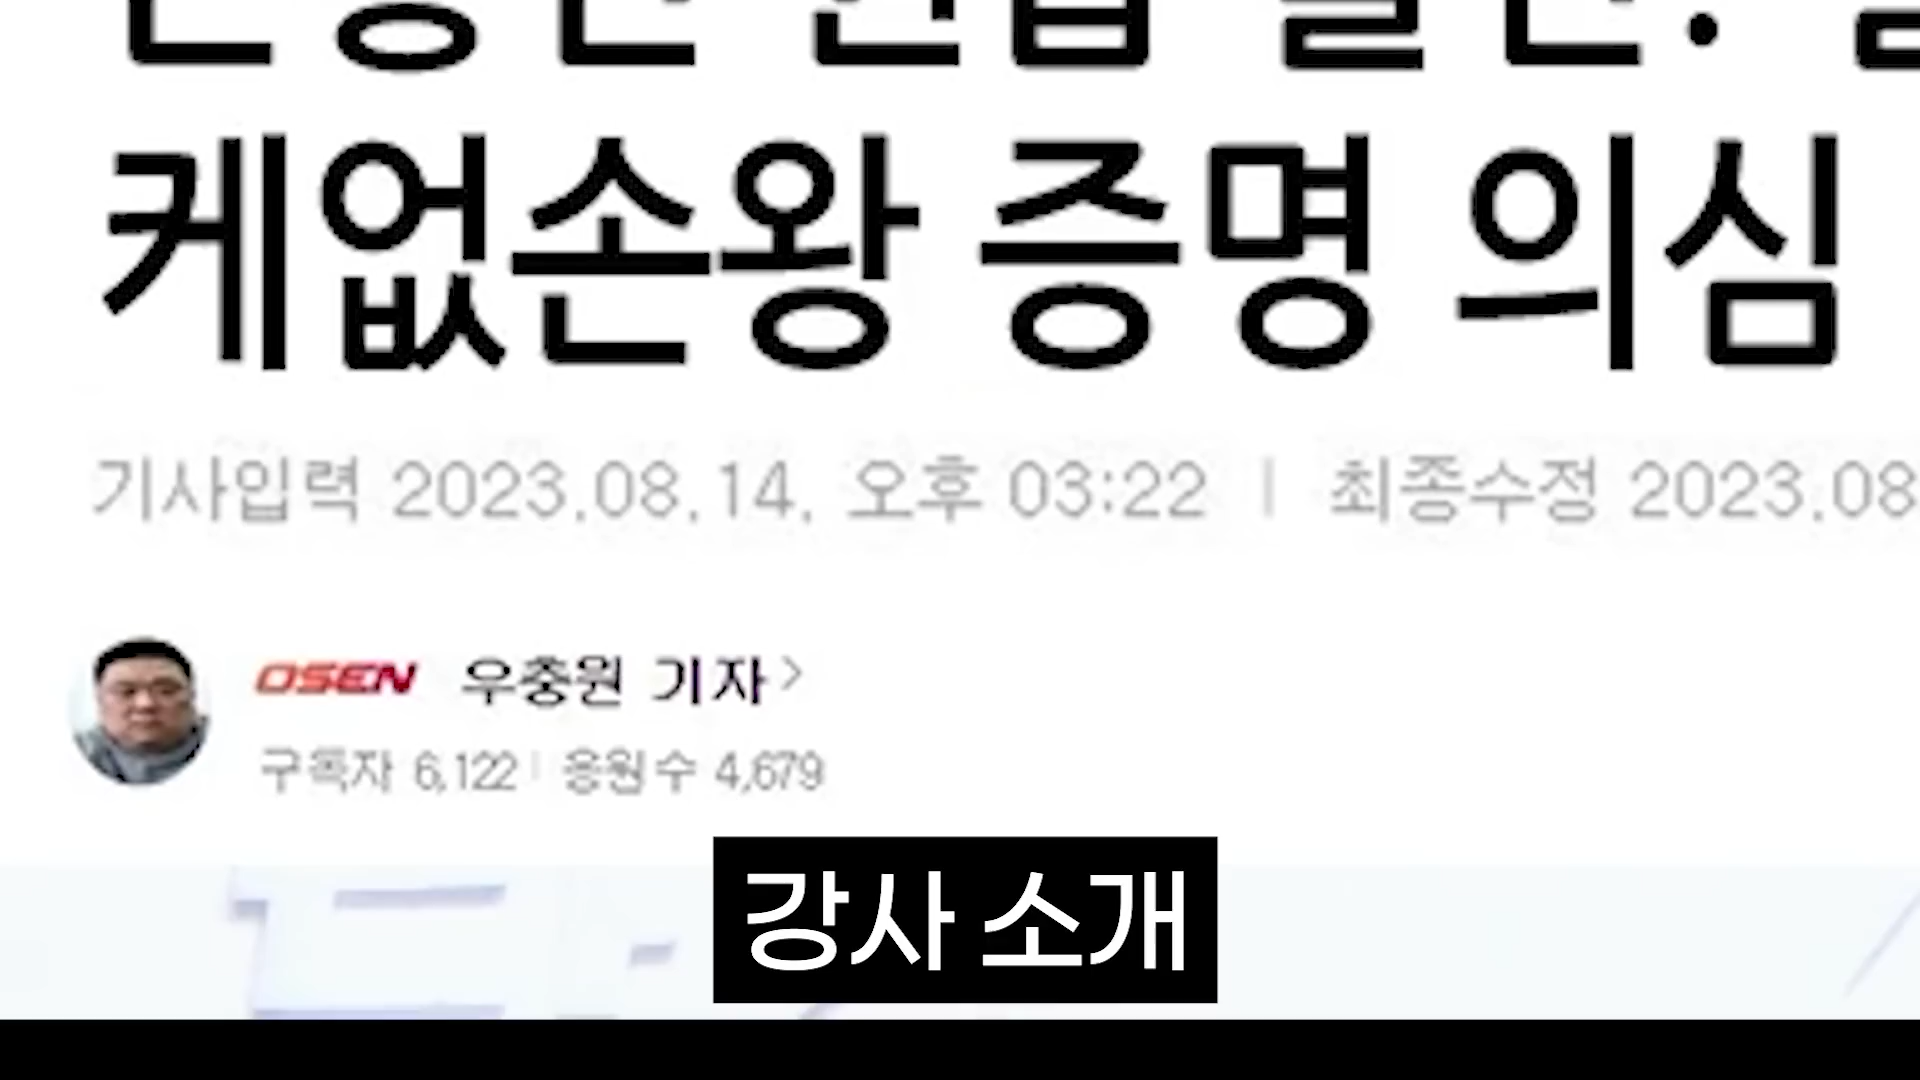 케없손왕 증명 의심
기사입력 2023.08.14. 오후 03:22 | 최종수정 2023.08
OSEN 우충원 기자 >
구독자 6,122 | 응원수 4,679
강사 소개